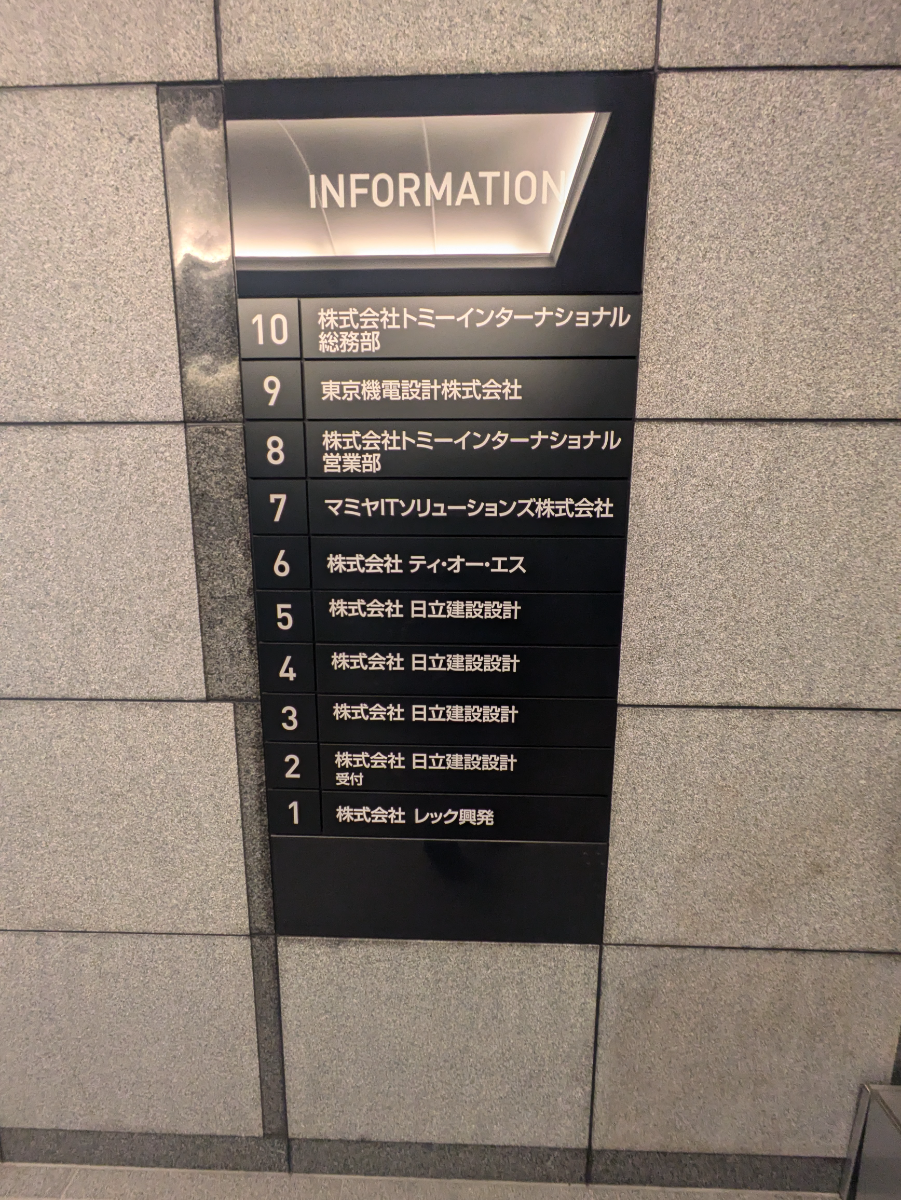 INFORMATION
10 株式会社トミーインターナショナル
総務部
9 東京機電設計株式会社
8 株式会社トミーインターナショナル
営業部
7 マミヤITソリューションズ株式会社
6 株式会社 ティ・オー・エス
5 株式会社 日立建設設計
4 株式会社 日立建設設計
3 株式会社 日立建設設計
2 株式会社 日立建設設計
受付
1 株式会社 レック興発